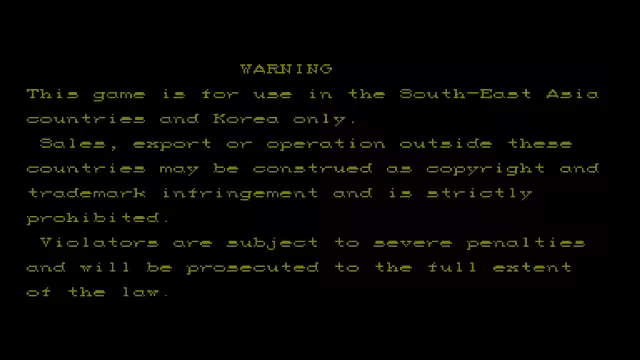 WARNING
This game is for use in the South-East Asia
countries and Korea only.
Sales, export or operation outside these
countries may be construed as copyright and
trademark infringement and is strictly
prohibited.
Violators are subject to severe penalties
and will be prosecuted to the full extent
of the law.